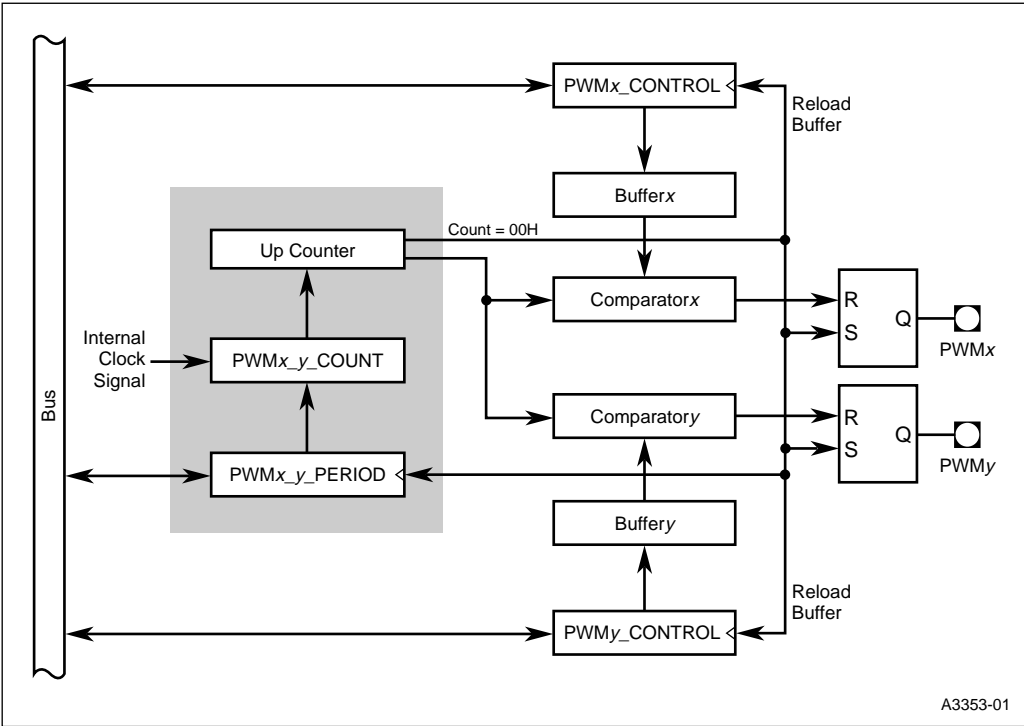 PWMx_CONTROL
Reload
Buffer
Bufferx
Count = 00H
Up Counter
Comparatorx
R
S
Q
PWMx
Internal
Clock
Signal
PWMx_y_COUNT
Bus
Comparatory
R
S
Q
PWMy
PWMx_y_PERIOD
Buffery
Reload
Buffer
PWMy_CONTROL
A3353-01